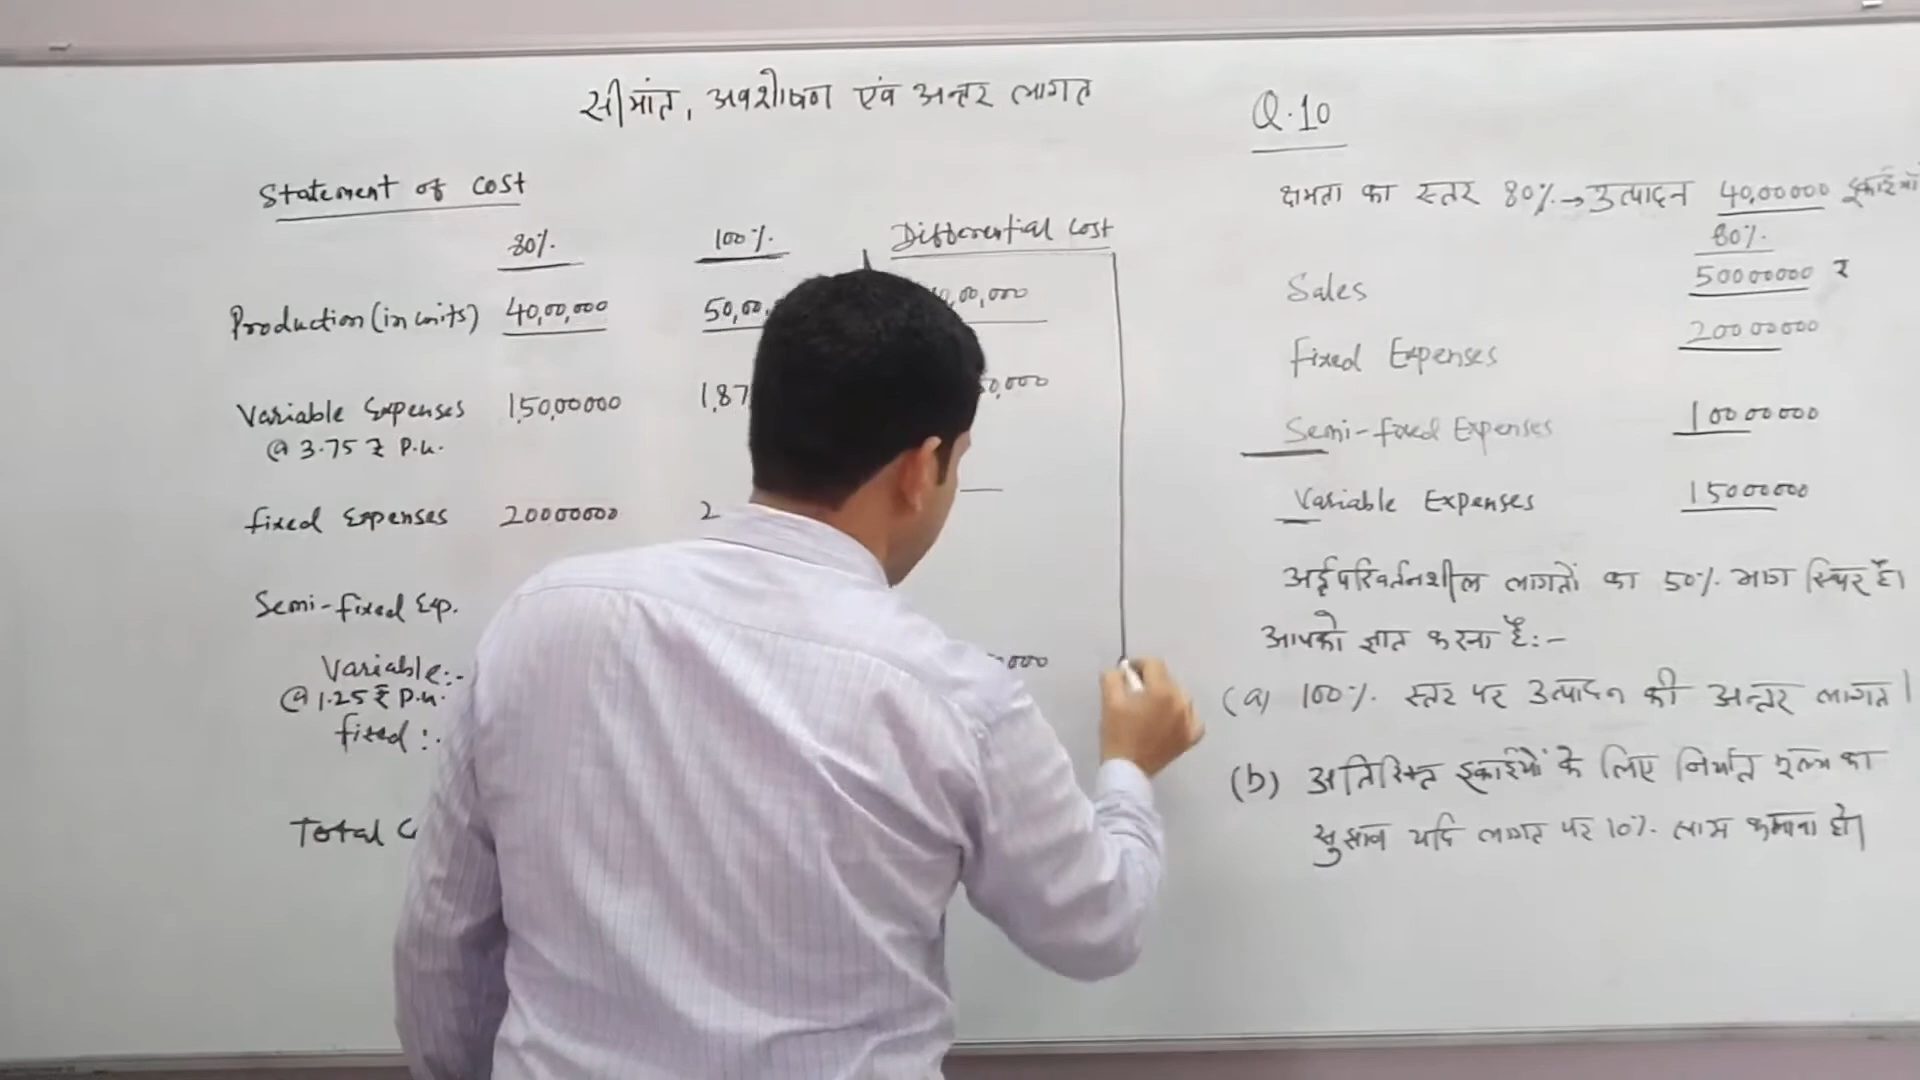 सीमांत, अवशोषण एवं अन्तर लागत
Statement of cost
80% 100% Differential cost
Production (in units) 40,00,000 50,00, 0,00,000
Variable Expenses 1,50,00000 1,87 50,000
@ 3.75 ₹ P.u.
fixed Expenses 20000000 2
Semi-fixed Exp.
Variable:- 0000
@ 1.25 ₹ P.u.
fixed :-
Total C
Q.10
क्षमता का स्तर 80% → उत्पादन 40,00000 इकाईयाँ
80%
Sales 50000000 ₹
Fixed Expenses 20000000
Semi-fixed Expenses 10000000
Variable Expenses 15000000
अर्द्धपरिवर्तनशील लागतों का 50% भाग स्थिर है।
आपको ज्ञात करना है:-
(a) 100% स्तर पर उत्पादन की अन्तर लागत।
(b) अतिरिक्त इकाईयों के लिए निर्यात मूल्य का
सुझाव यदि लागत पर 10% लाभ कमाना हो।